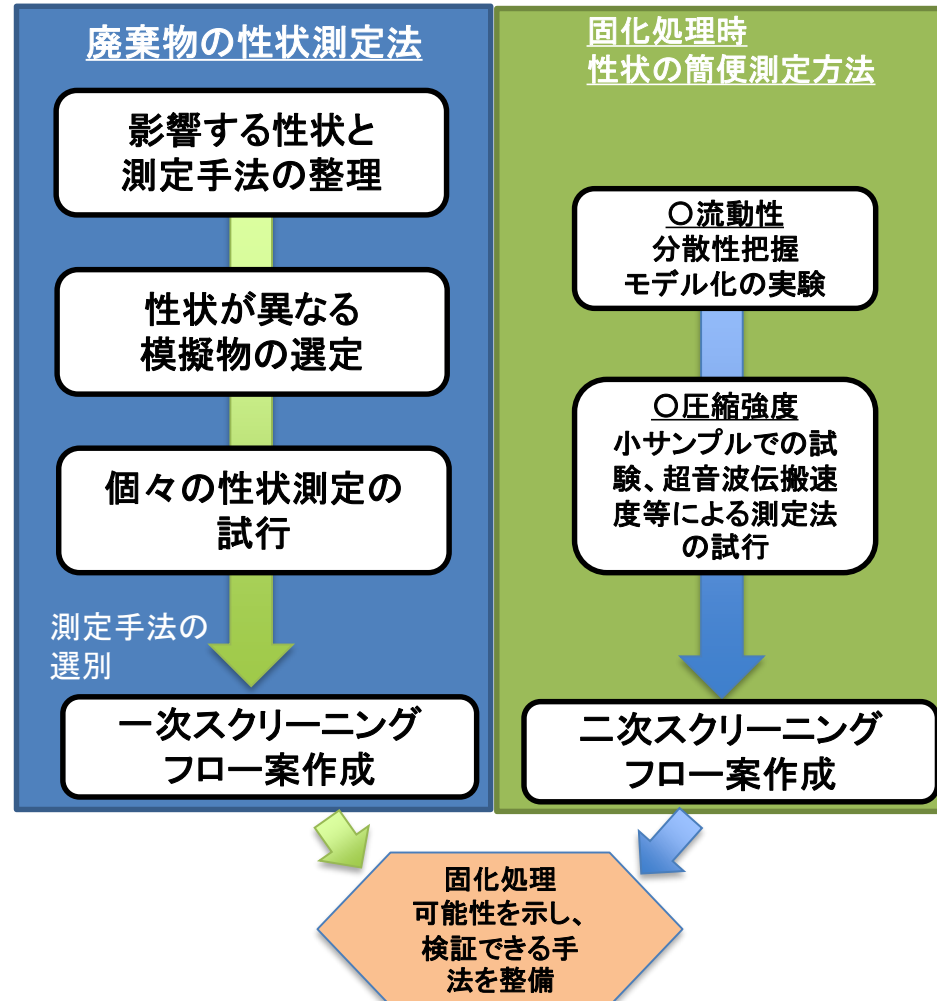 廃棄物の性状測定法
影響する性状と
測定手法の整理
性状が異なる
模擬物の選定
個々の性状測定の
試行
測定手法の
選別
一次スクリーニング
フロー案作成
固化処理時
性状の簡便測定方法
〇流動性
分散性把握
モデル化の実験
〇圧縮強度
小サンプルでの試
験、超音波伝搬速
度等による測定法
の試行
二次スクリーニング
フロー案作成
固化処理
可能性を示し、
検証できる手
法を整備